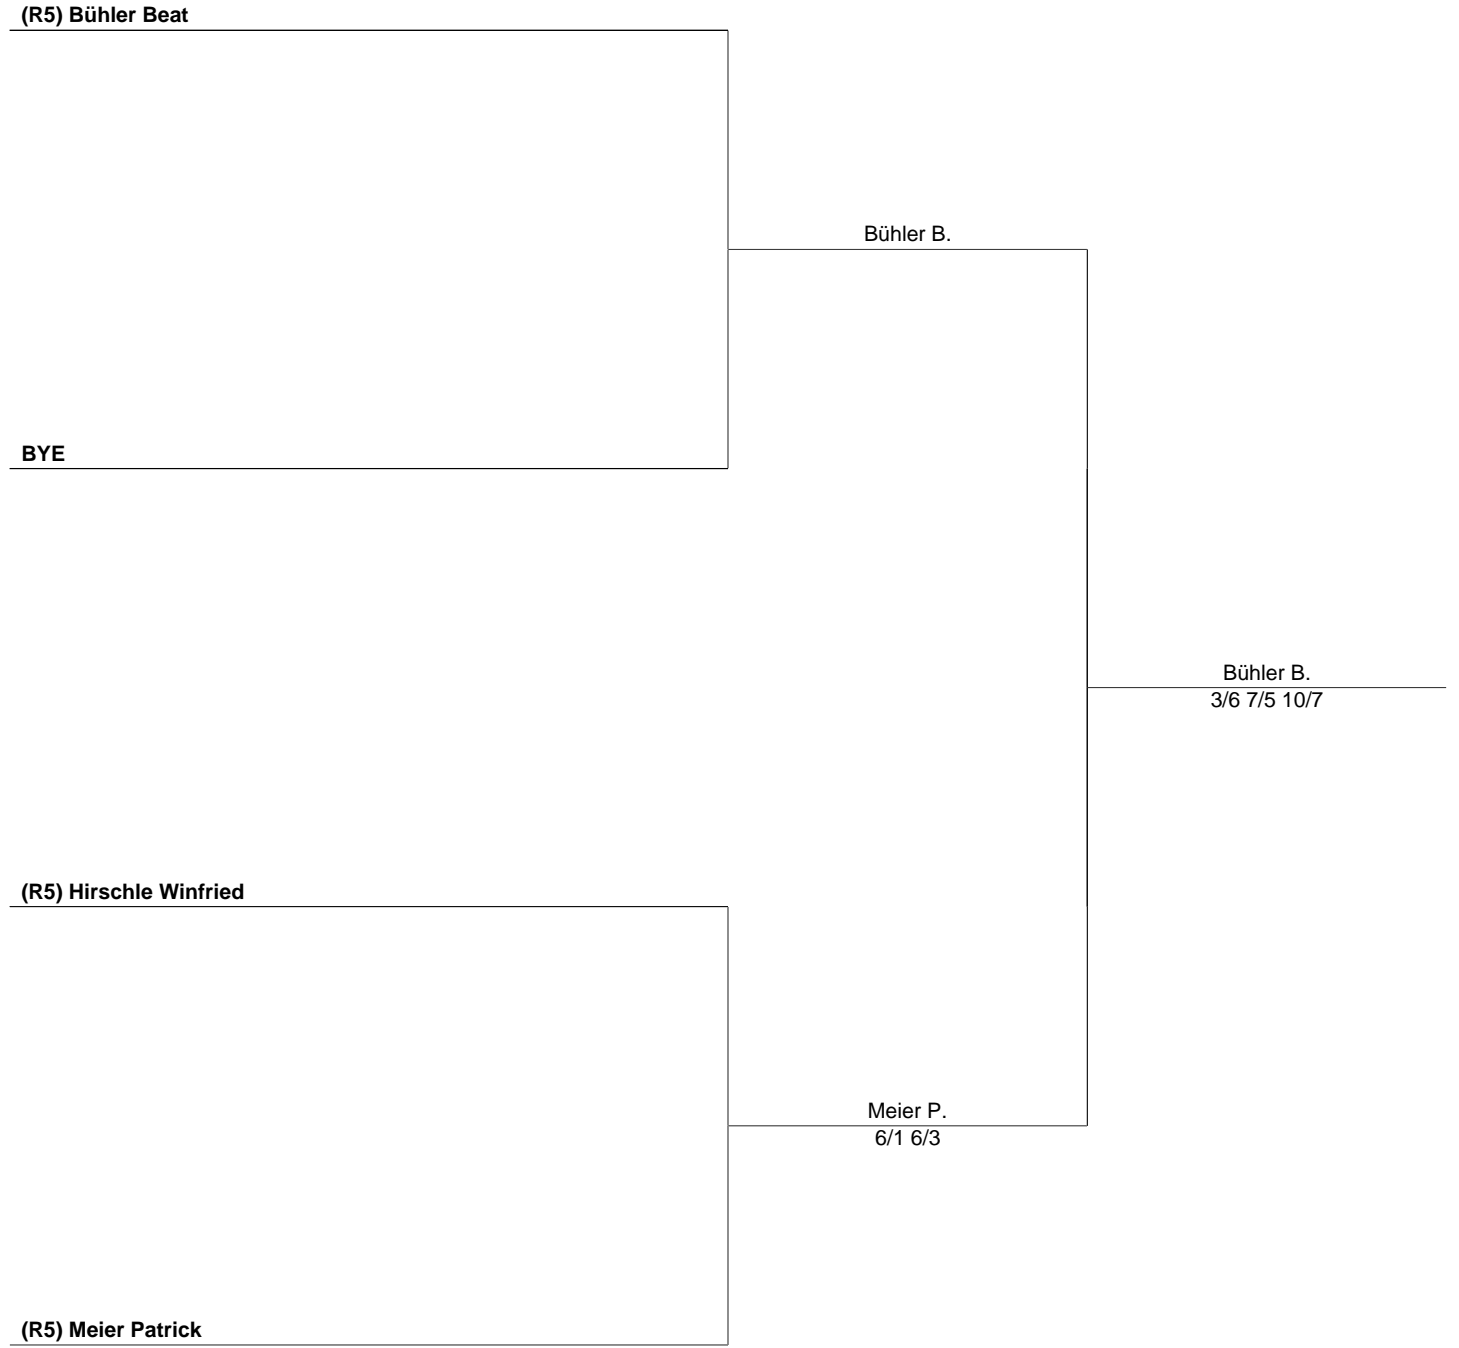 (R5) Bühler Beat
Bühler B.
BYE
Bühler B.
3/6 7/5 10/7
(R5) Hirschle Winfried
Meier P.
6/1 6/3
(R5) Meier Patrick